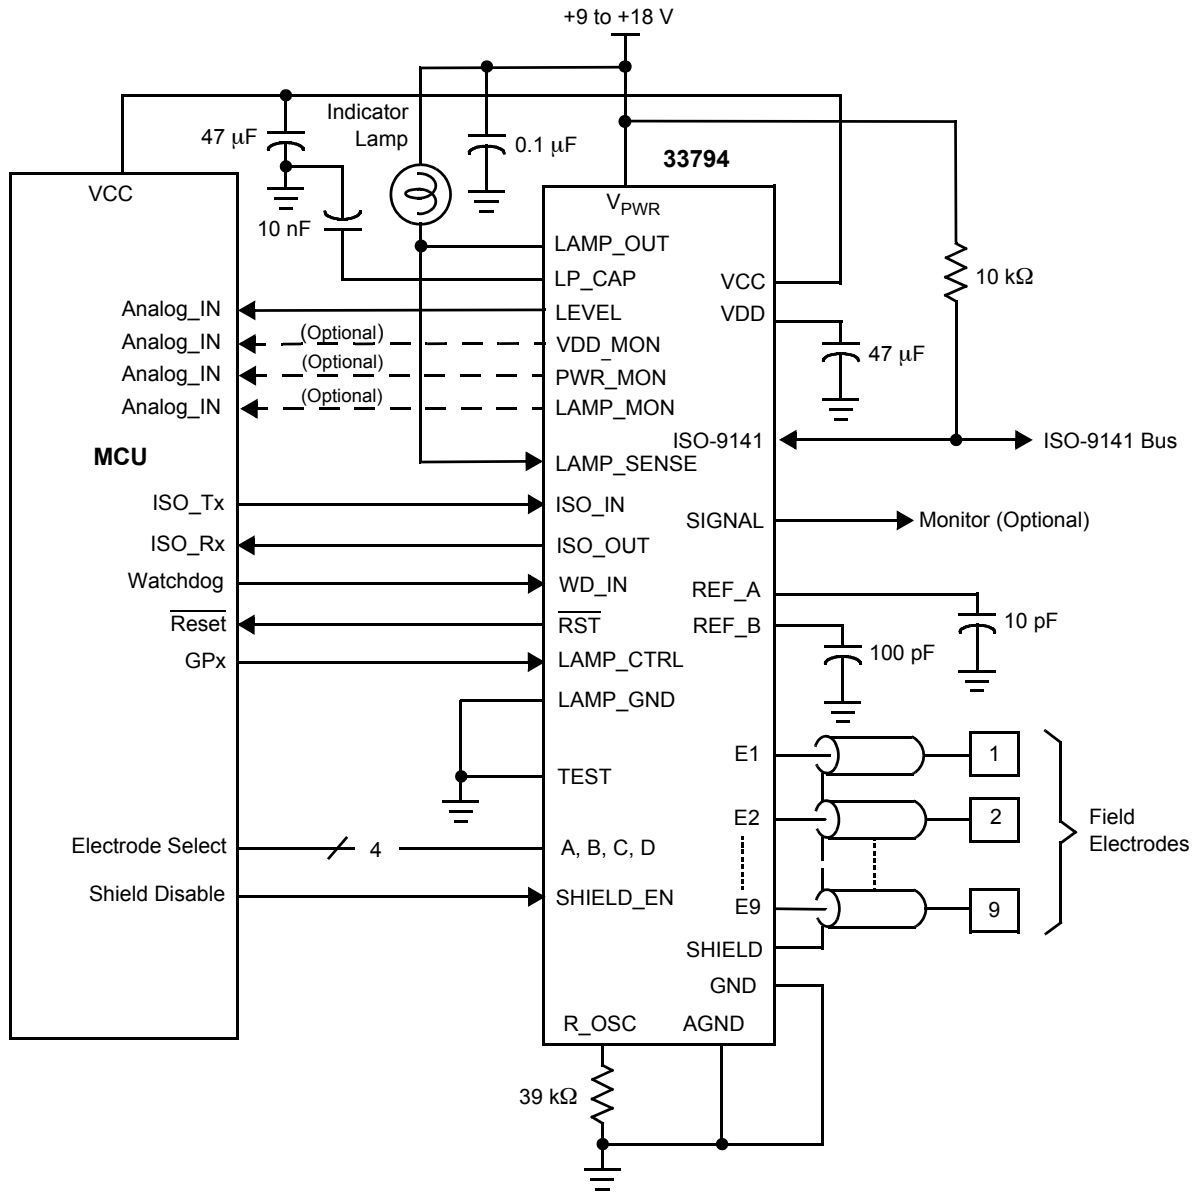 +9 to +18 V
Indicator
Lamp
47 μF
0.1 μF
33794
VCC
VPWR
10 nF
LAMP_OUT
LP_CAP
VCC
10 kΩ
Analog_IN
LEVEL
VDD
Analog_IN
(Optional)
VDD_MON
47 μF
Analog_IN
(Optional)
PWR_MON
Analog_IN
(Optional)
LAMP_MON
MCU
ISO-9141
ISO-9141 Bus
LAMP_SENSE
ISO_Tx
ISO_IN
SIGNAL
Monitor (Optional)
ISO_Rx
ISO_OUT
Watchdog
WD_IN
REF_A
Reset
RST
REF_B
10 pF
GPx
LAMP_CTRL
100 pF
LAMP_GND
E1
1
TEST
E2
2
Field
Electrodes
Electrode Select
4
A, B, C, D
Shield Disable
SHIELD_EN
E9
9
SHIELD
GND
R_OSC
AGND
39 kΩ